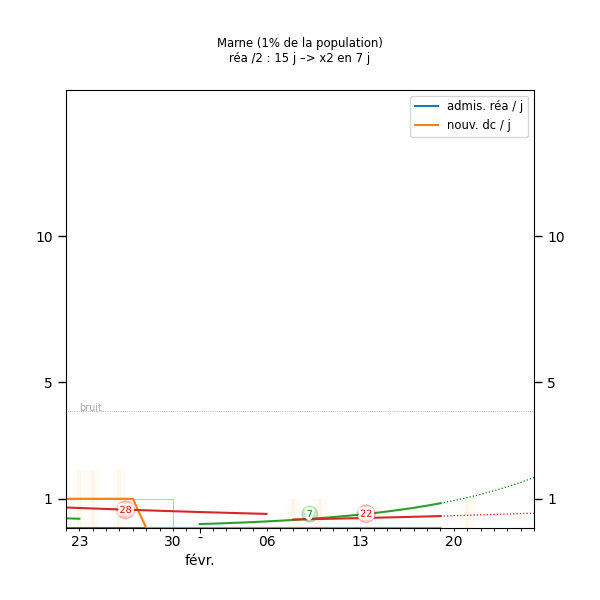 Marne (1% de la population)
réa /2 : 15 j –> x2 en 7 j
admis. réa / j
nouv. dc / j
10
10
5
5
bruit
1
1
28
7
22
23
30
-
06
13
20
févr.